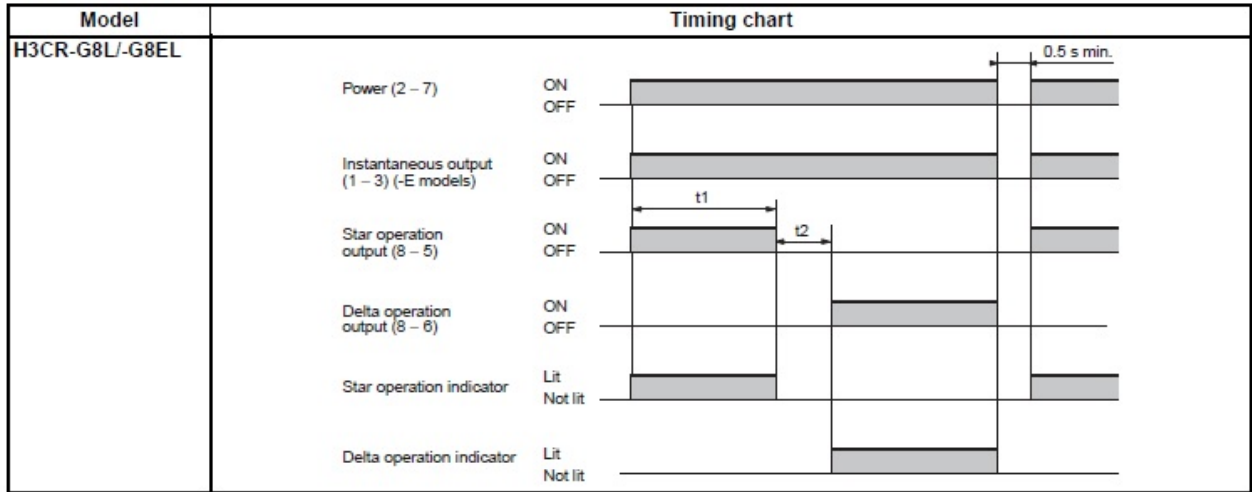 Model
Timing chart
H3CR-G8L/-G8EL
0.5 s min.
Power (2 – 7)
ON
OFF
Instantaneous output
(1 – 3) (-E models)
ON
OFF
t1
Star operation
output (8 – 5)
ON
OFF
t2
Delta operation
output (8 – 6)
ON
OFF
Star operation indicator
Lit
Not lit
Delta operation indicator
Lit
Not lit